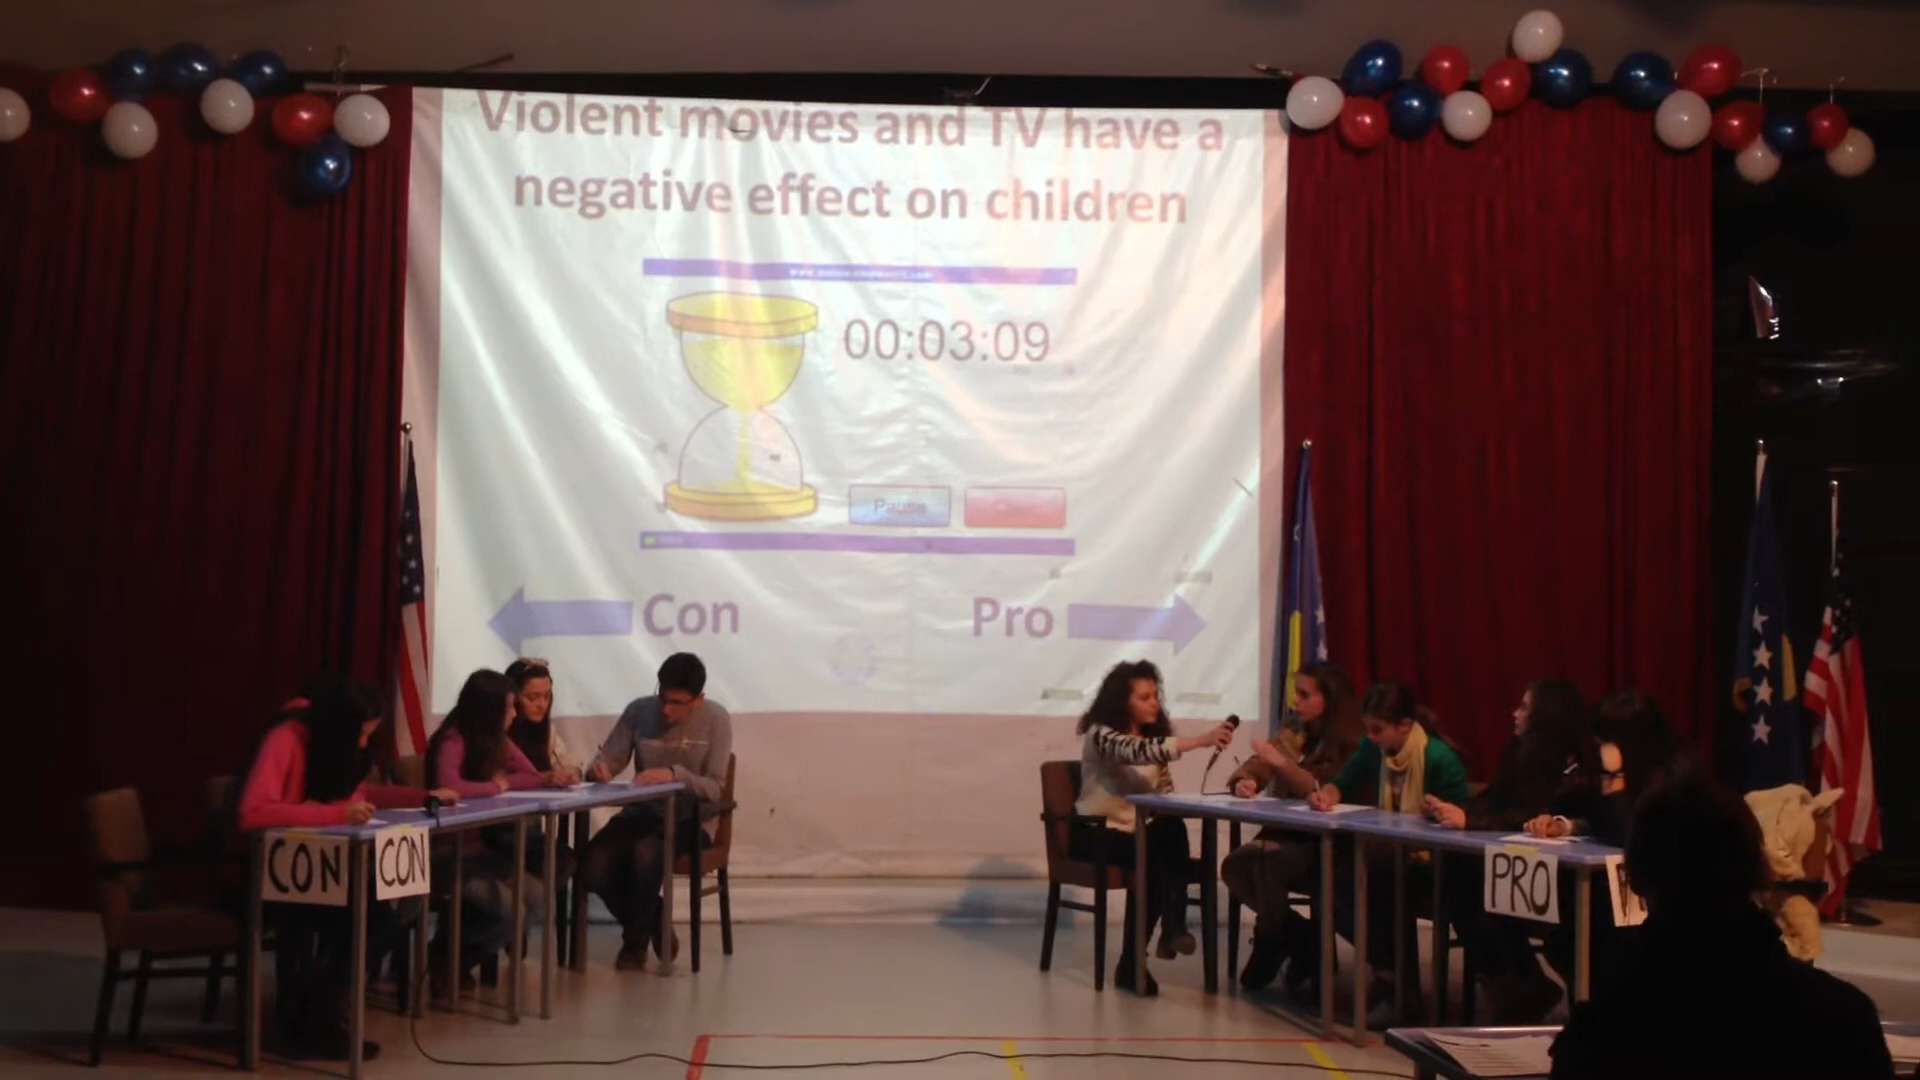 Violent movies and TV have a
negative effect on children
00:03:09
Pause
Con
Pro
CON
CON
PRO